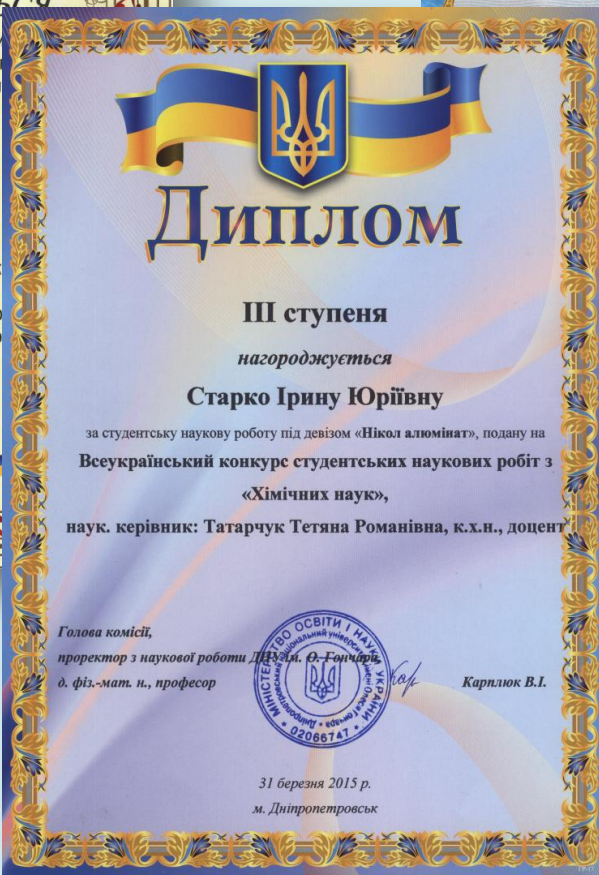 Диплом
ІІІ ступеня
нагороджується
Старко Ірину Юріївну
за студентську наукову роботу під девізом «Нікол алюмінат», подану на
Всеукраїнський конкурс студентських наукових робіт з
«Хімічних наук»,
наук. керівник: Татарчук Тетяна Романівна, к.х.н., доцент
Голова комісії,
проректор з наукової роботи ДНУ ім. О. Гончара,
д. фіз.-мат. н., професор
Карплюк В.І.
МІНІСТЕРСТВО ОСВІТИ І НАУКИ УКРАЇНИ
02066747
31 березня 2015 р.
м. Дніпропетровськ